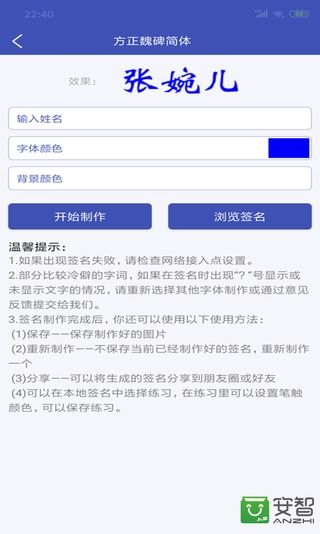 22:40
方正魏碑简体
效果：
张婉儿
输入姓名
字体颜色
背景颜色
开始制作
浏览签名
温馨提示：
1.如果出现签名失败，请检查网络接入点设置。
2.部分比较冷僻的字词，如果在签名时出现"？"号显示或
未显示文字的情况，请重新选择其他字体制作或通过意见
反馈提交给我们。
3.签名制作完成后，你还可以使用以下使用方法：
(1)保存——保存制作好的图片
(2)重新制作——不保存当前已经制作好的签名，重新制作
一个
(3)分享——可以将生成的签名分享到朋友圈或好友
(4)可以在本地签名中选择练习，在练习里可以设置笔触
颜色，可以保存练习。
安智
ANZHI